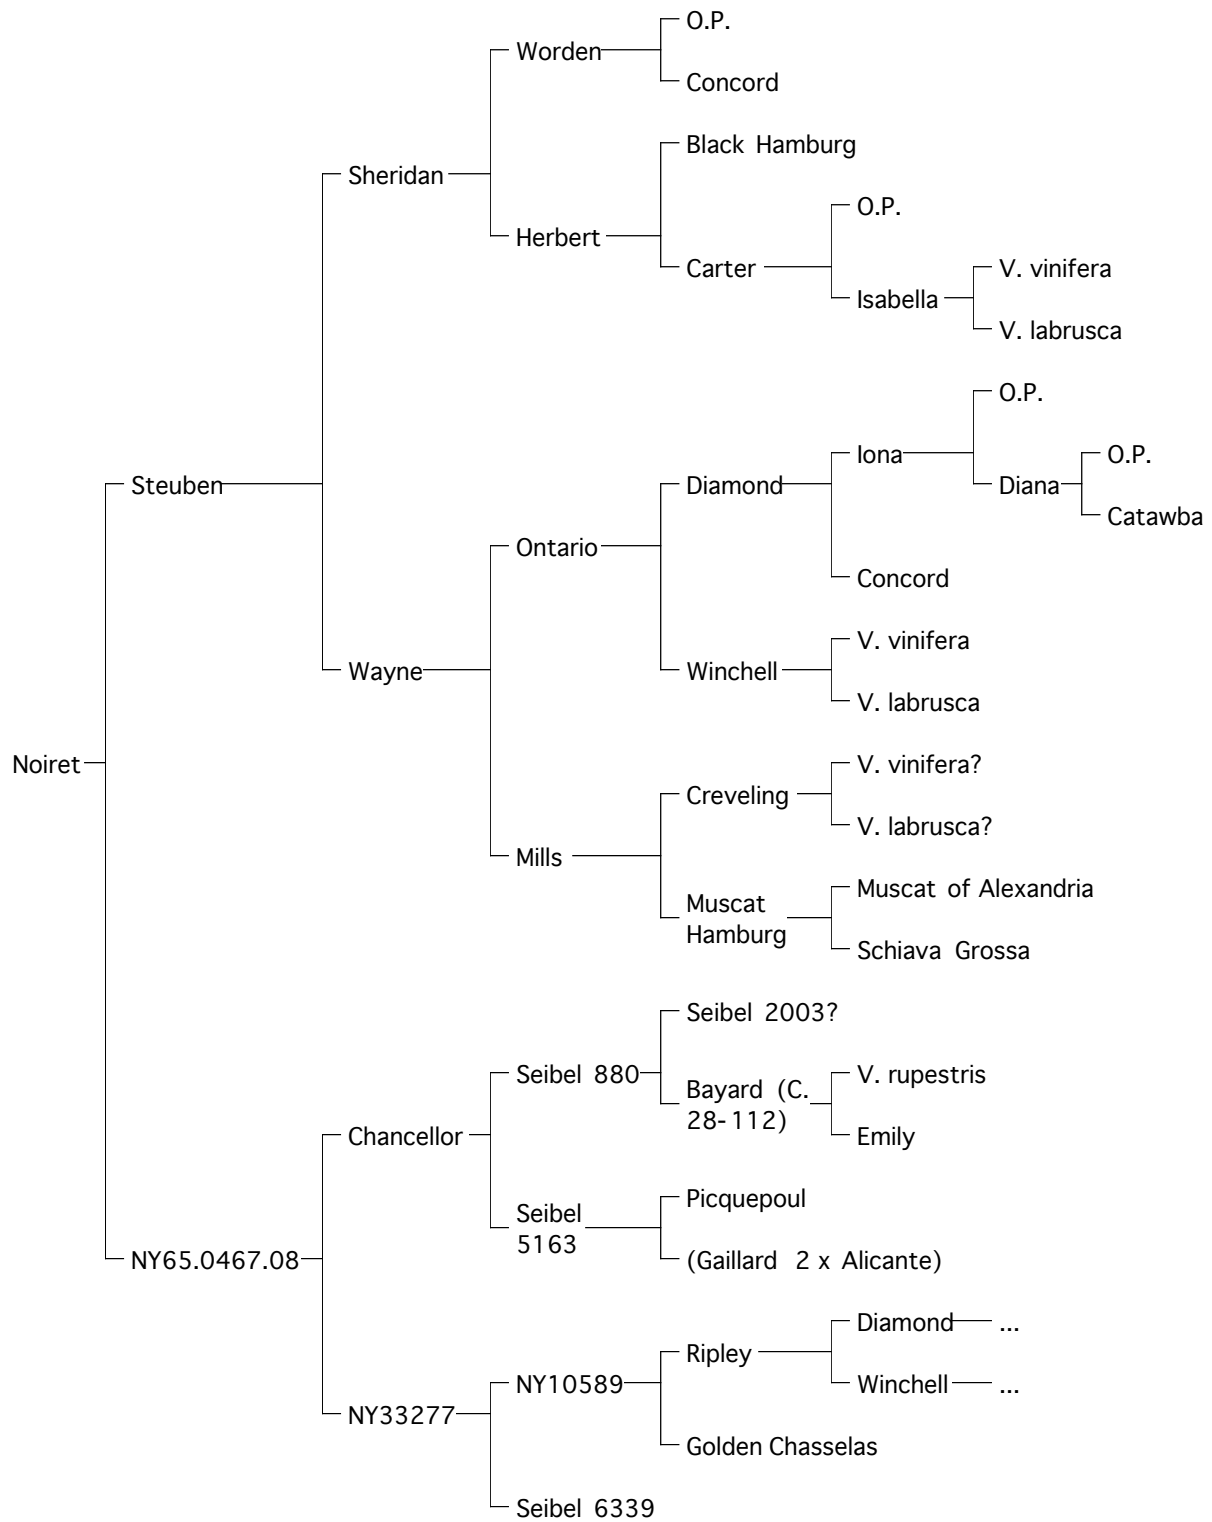 O.P.
Worden
Concord
Black Hamburg
Sheridan
O.P.
Herbert
Carter
V. vinifera
Isabella
V. labrusca
O.P.
Iona
O.P.
Steuben
Diamond
Diana
Catawba
Ontario
Concord
V. vinifera
Wayne
Winchell
V. labrusca
Noiret
V. vinifera?
Creveling
V. labrusca?
Mills
Muscat of Alexandria
Muscat
Hamburg
Schiava Grossa
Seibel 2003?
Seibel 880
V. rupestris
Bayard (C.
28-112)
Chancellor
Emily
Picquepoul
Seibel
5163
NY65.0467.08
(Gaillard 2 x Alicante)
Diamond ...
Ripley
NY10589
Winchell ...
NY33277
Golden Chasselas
Seibel 6339